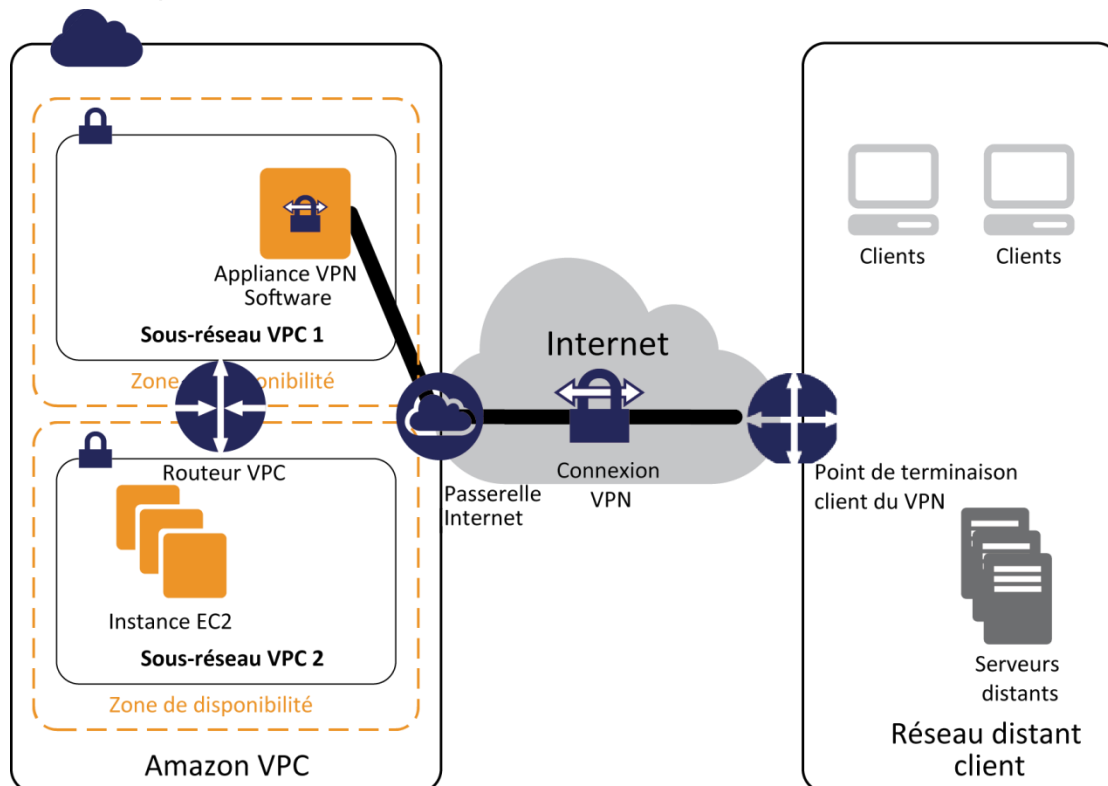 Appliance VPN
Software
Sous-réseau VPC 1
Zone de disponibilité
Routeur VPC
Instance EC2
Sous-réseau VPC 2
Zone de disponibilité
Amazon VPC
Passerelle
Internet
Internet
Connexion
VPN
Clients
Clients
Point de terminaison
client du VPN
Serveurs
distants
Réseau distant
client